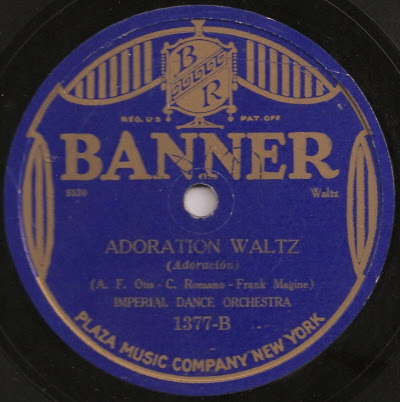 B
R
REG. U.S. PAT. OFF
BANNER
5520 Waltz
ADORATION WALTZ
(Adoración)
(A. F. Otis - C. Romano - Frank Magine)
IMPERIAL DANCE ORCHESTRA
1377-B
PLAZA MUSIC COMPANY NEW YORK